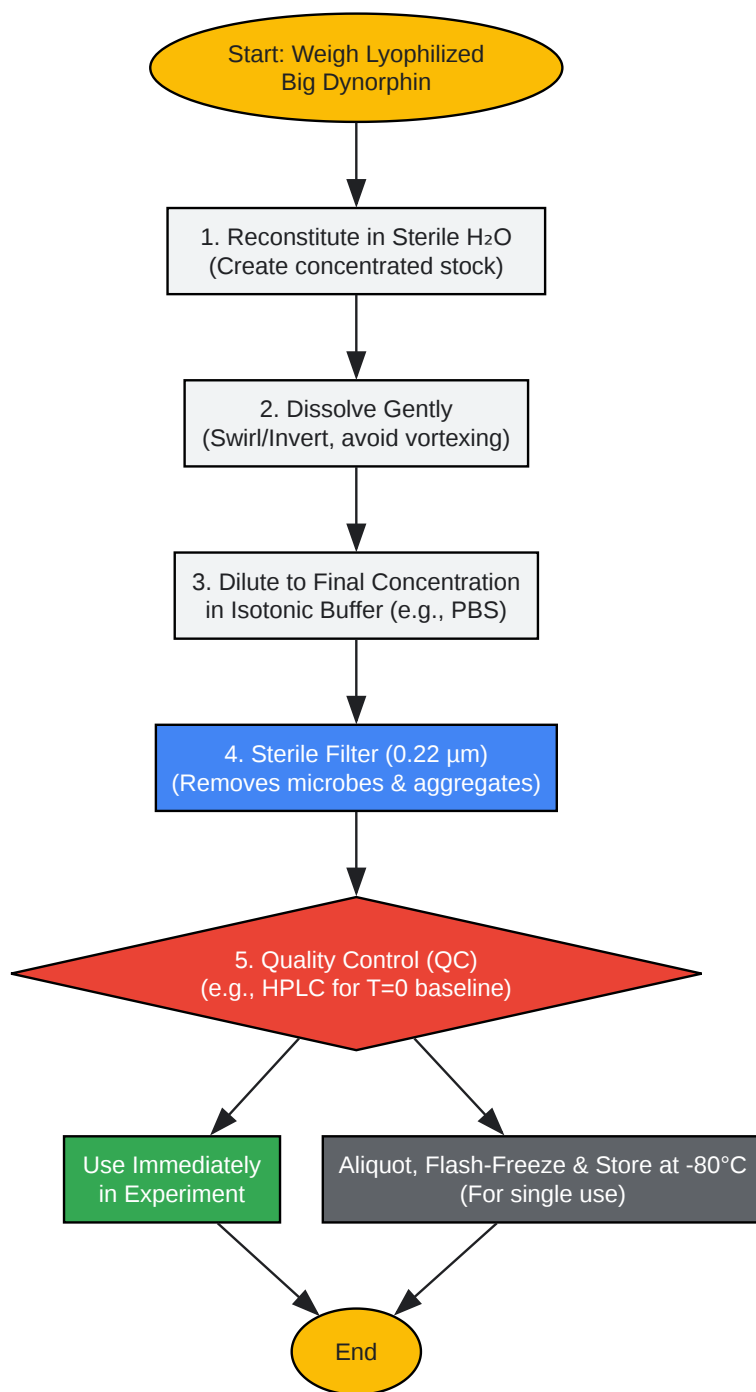 Start: Weigh Lyophilized
Big Dynorphin
1. Reconstitute in Sterile H₂O
(Create concentrated stock)
2. Dissolve Gently
(Swirl/Invert, avoid vortexing)
3. Dilute to Final Concentration
in Isotonic Buffer (e.g., PBS)
4. Sterile Filter (0.22 µm)
(Removes microbes & aggregates)
5. Quality Control (QC)
(e.g., HPLC for T=0 baseline)
Use Immediately
in Experiment
Aliquot, Flash-Freeze & Store at -80°C
(For single use)
End